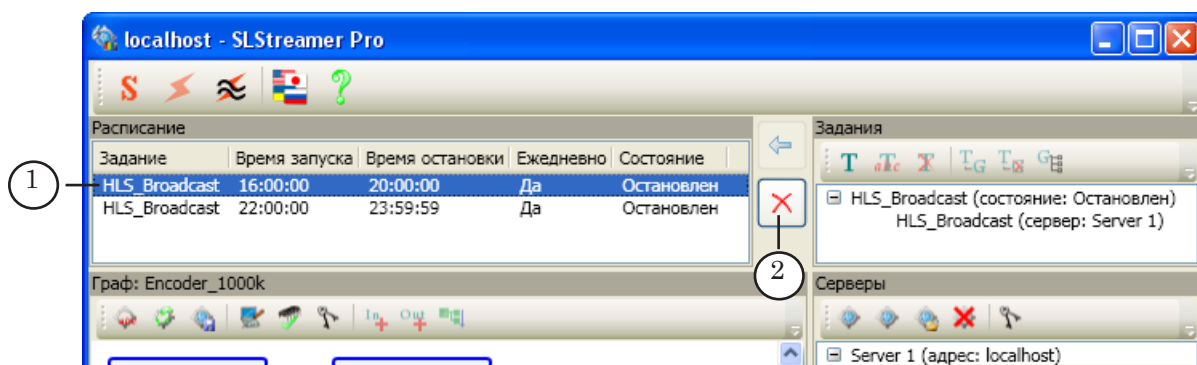 localhost - SLStreamer Pro
Расписание
Задания
Задание Время запуска Время остановки Ежедневно Состояние
HLS_Broadcast 16:00:00 20:00:00 Да Остановлен
HLS_Broadcast 22:00:00 23:59:59 Да Остановлен
HLS_Broadcast (состояние: Остановлен)
HLS_Broadcast (сервер: Server 1)
1
2
Граф: Encoder_1000k
Серверы
In Out
Server 1 (адрес: localhost)